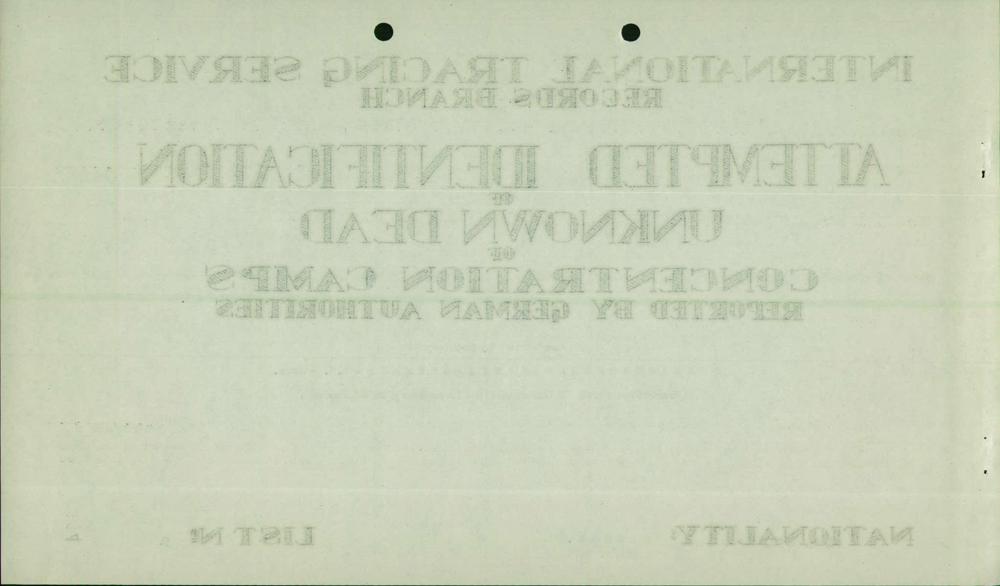 INTERNATIONAL TRACING SERVICE
RECORDS BRANCH
ATTEMPTED IDENTIFICATION
OF
UNKNOWN DEAD
OF
CONCENTRATION CAMPS
REPORTED BY GERMAN AUTHORITIES
NATIONALITY: LIST Nº